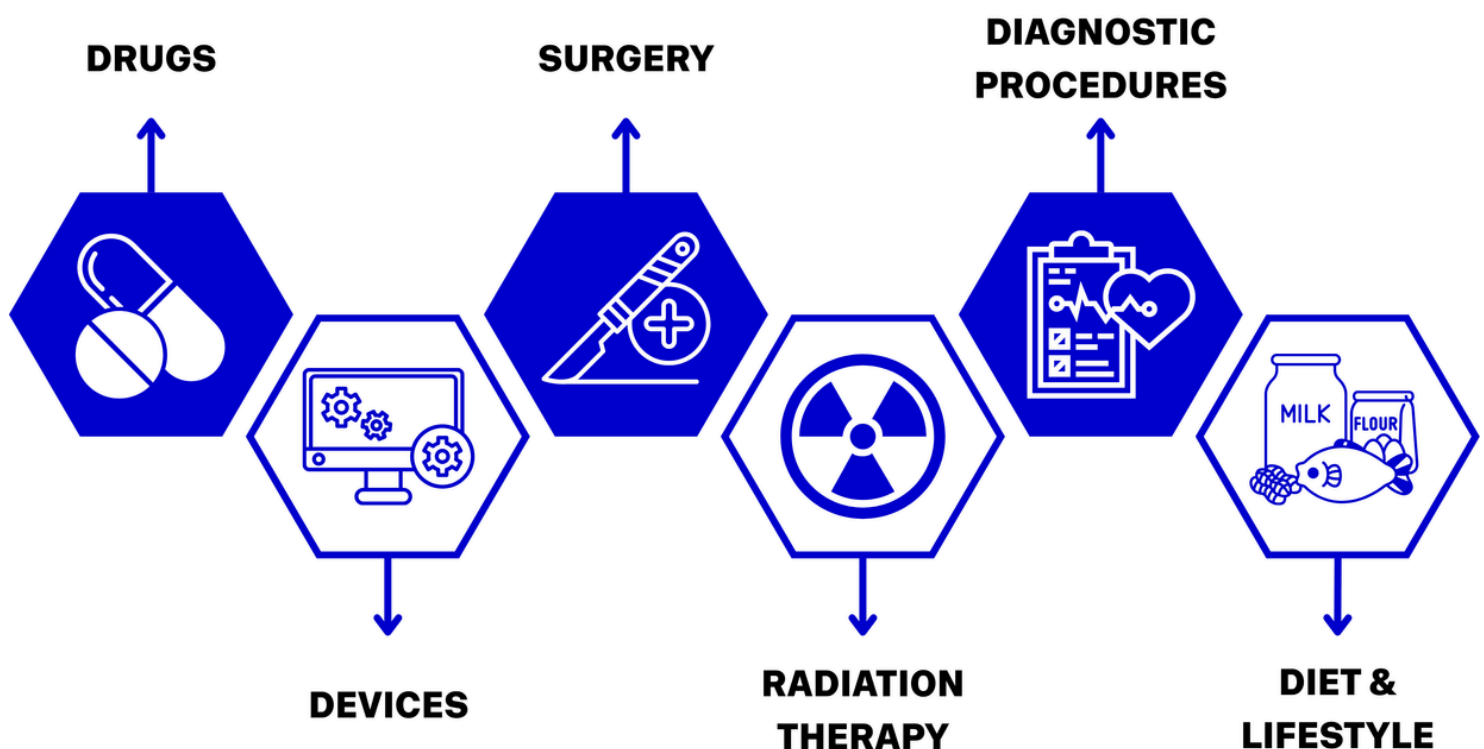 DRUGS
SURGERY
DIAGNOSTIC
PROCEDURES
MILK
FLOUR
DEVICES
RADIATION
THERAPY
DIET &
LIFESTYLE